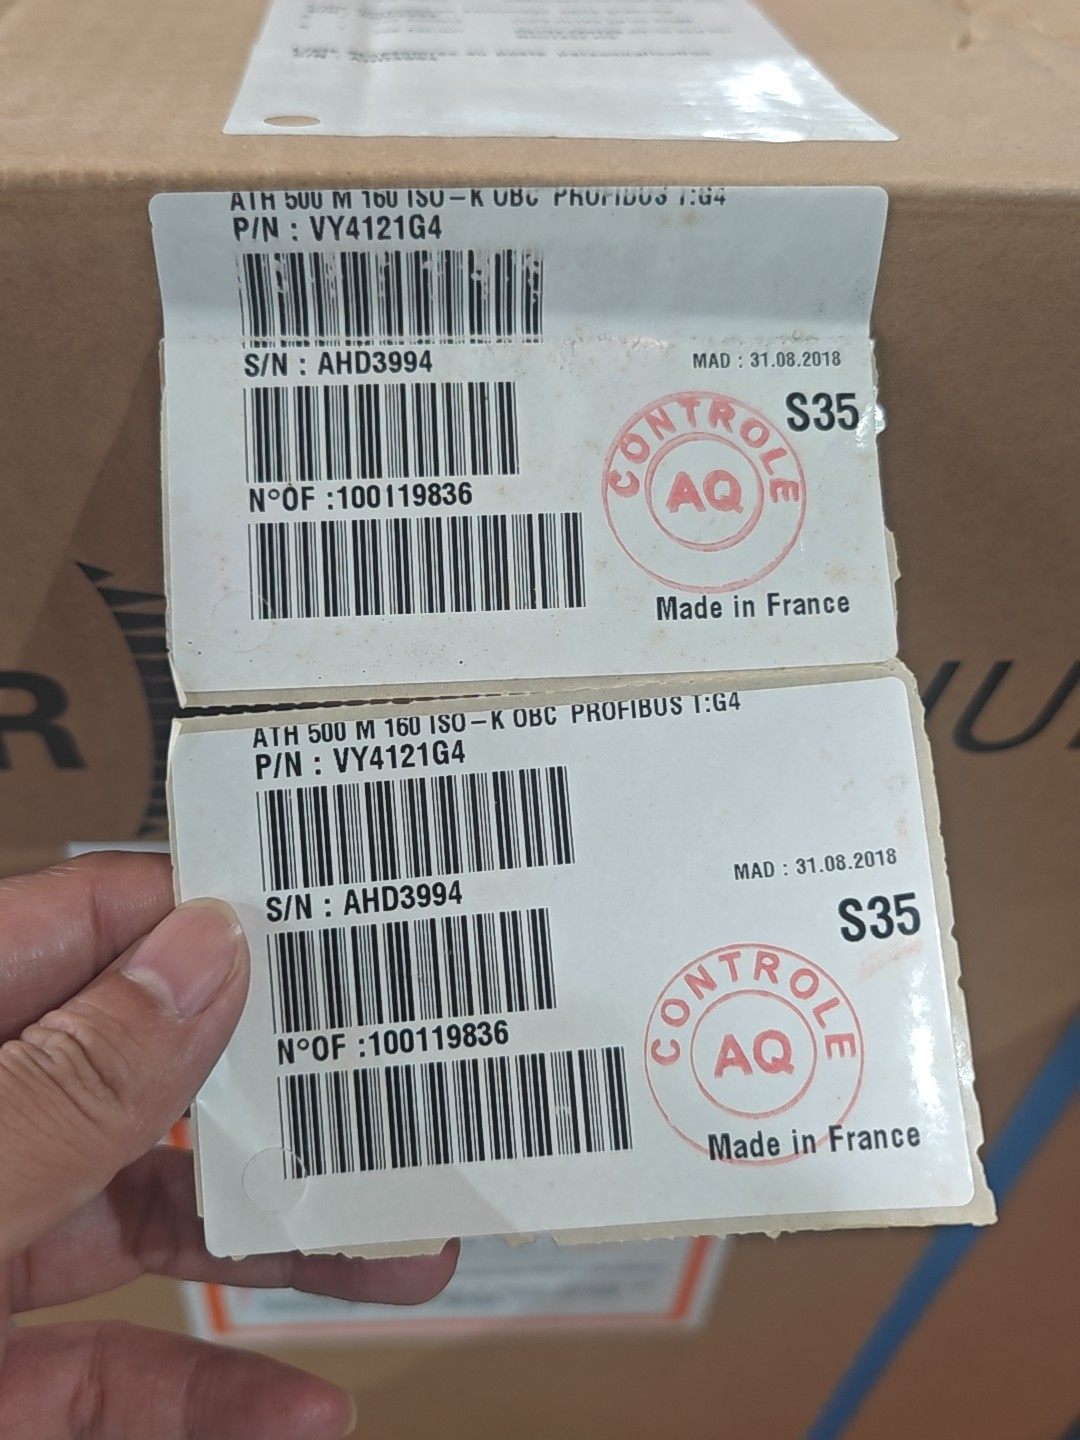 ATH 500 M 160 ISO-K OBC PROFIBUS T:G4
P/N : VY4121G4
S/N : AHD3994
MAD : 31.08.2018
S35
N°OF :100119836
CONTROLE
AQ
Made in France
ATH 500 M 160 ISO-K OBC PROFIBUS T:G4
P/N : VY4121G4
S/N : AHD3994
MAD : 31.08.2018
S35
N°OF :100119836
CONTROLE
AQ
Made in France